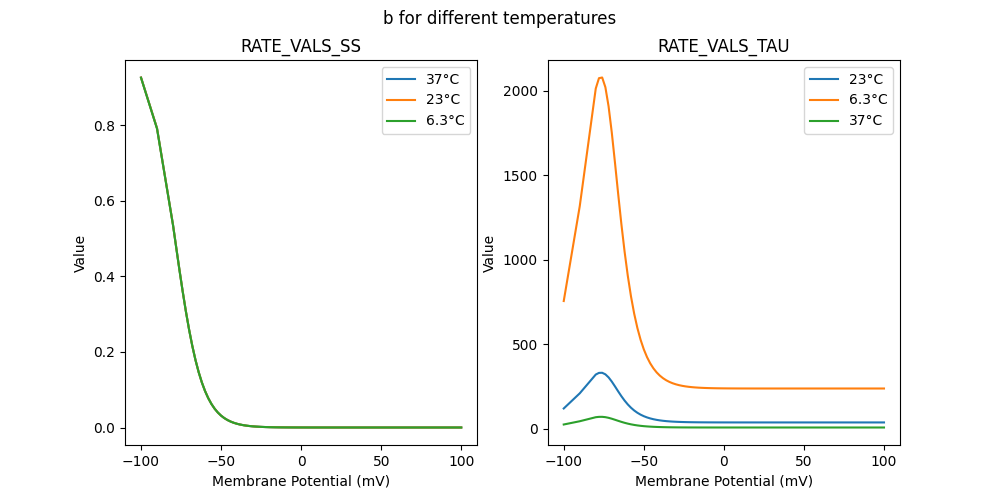 b for different temperatures
RATE_VALS_SS
37°C
23°C
6.3°C
Value
0.8
0.6
0.4
0.2
0.0
−100
−50
0
50
100
Membrane Potential (mV)
RATE_VALS_TAU
23°C
6.3°C
37°C
Value
2000
1500
1000
500
0
−100
−50
0
50
100
Membrane Potential (mV)